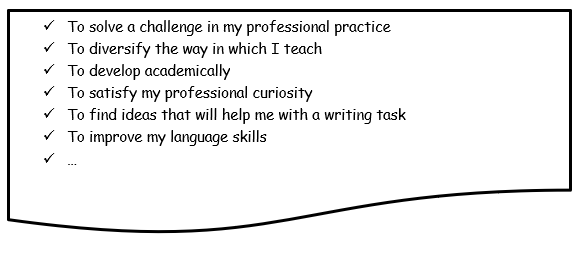 ✓ To solve a challenge in my professional practice
✓ To diversify the way in which I teach
✓ To develop academically
✓ To satisfy my professional curiosity
✓ To find ideas that will help me with a writing task
✓ To improve my language skills
✓ ...